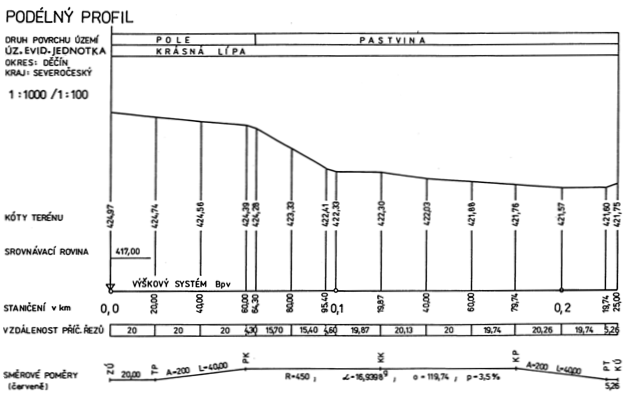 PODÉLNÝ PROFIL
DRUH POVRCHU ÚZEMÍ POLE PASTVINA
ÚZ.EVID.JEDNOTKA KRÁSNÁ LÍPA
OKRES: DĚČÍN
KRAJ: SEVEROČESKÝ
1:1000 /1:100
KÓTY TERÉNU 424,97 424,74 424,56 424,39 424,28 423,33 422,41 422,33 422,30 422,03 421,88 421,76 421,57 421,60 421,75
SROVNÁVACÍ ROVINA 417,00
VÝŠKOVÝ SYSTÉM Bpv
STANIČENÍ v km 0,0 20,00 40,00 60,00 64,30 80,00 95,40 0,1 19,87 40,00 60,00 79,74 0,2 19,74 25,00
VZDÁLENOST PŘÍČ.ŘEZŮ 20 20 20 4,30 15,70 15,40 4,60 19,87 20,13 20 19,74 20,26 19,74 5,26
SMĚROVÉ POMĚRY ZÚ 20,00 TP A=200 L=40,00 PK KK KP A=200 L=40,00 PT KÚ
(červeně) R=450 ; ∠=16,9398g ; o=119,74 ; p=3,5% 5,26